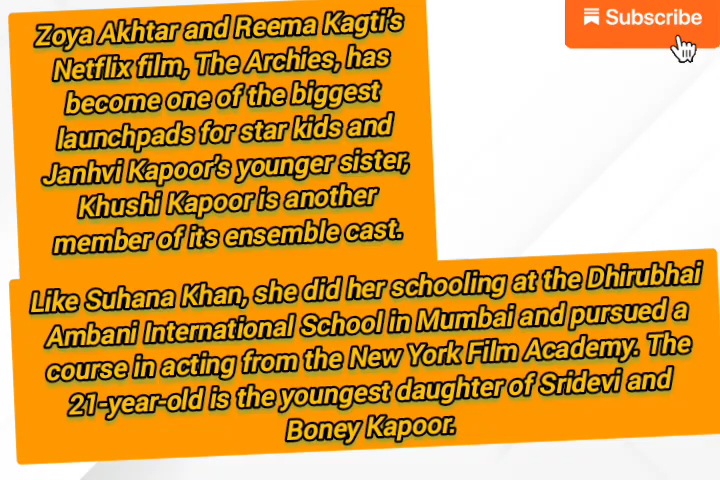 Subscribe
Zoya Akhtar and Reema Kagti's
Netflix film, The Archies, has
become one of the biggest
launchpads for star kids and
Janhvi Kapoor's younger sister,
Khushi Kapoor is another
member of its ensemble cast.
Like Suhana Khan, she did her schooling at the Dhirubhai
Ambani International School in Mumbai and pursued a
course in acting from the New York Film Academy. The
21-year-old is the youngest daughter of Sridevi and
Boney Kapoor.